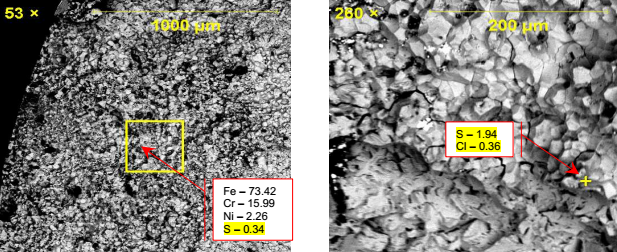 53 ×
1000 µm
Fe – 73.42
Cr – 15.99
Ni – 2.26
S – 0.34
260 ×
200 µm
S – 1.94
Cl – 0.36